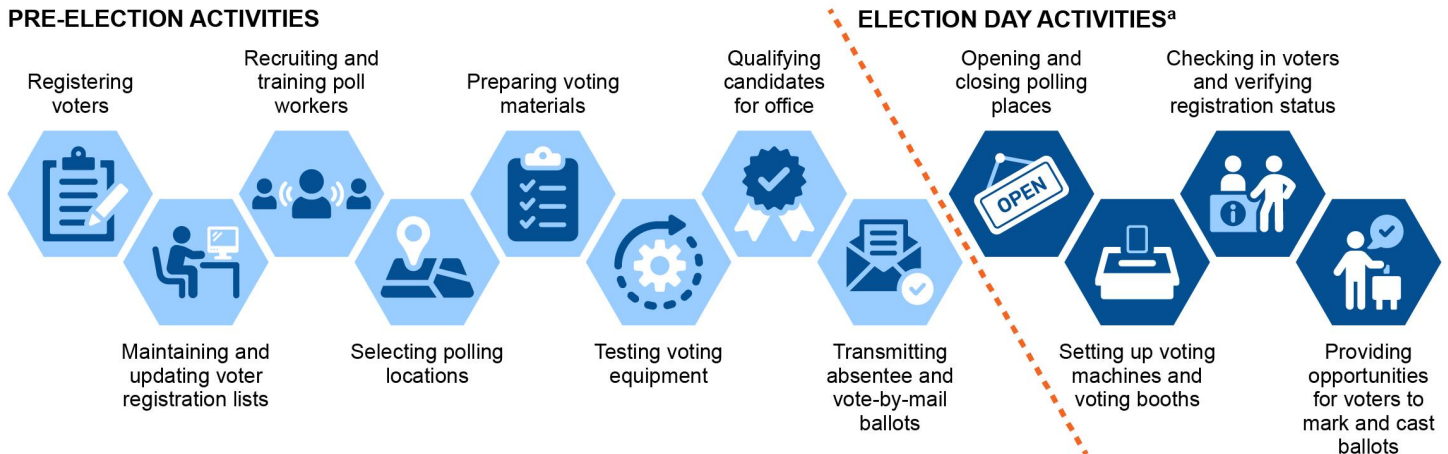 PRE-ELECTION ACTIVITIES
Registering
voters
Maintaining and
updating voter
registration lists
Recruiting and
training poll
workers
Selecting polling
locations
Preparing voting
materials
Testing voting
equipment
Qualifying
candidates
for office
Transmitting
absentee and
vote-by-mail
ballots
ELECTION DAY ACTIVITIESᵃ
Opening and
closing polling
places
OPEN
Setting up voting
machines and
voting booths
Checking in voters
and verifying
registration status
i
Providing
opportunities
for voters to
mark and cast
ballots